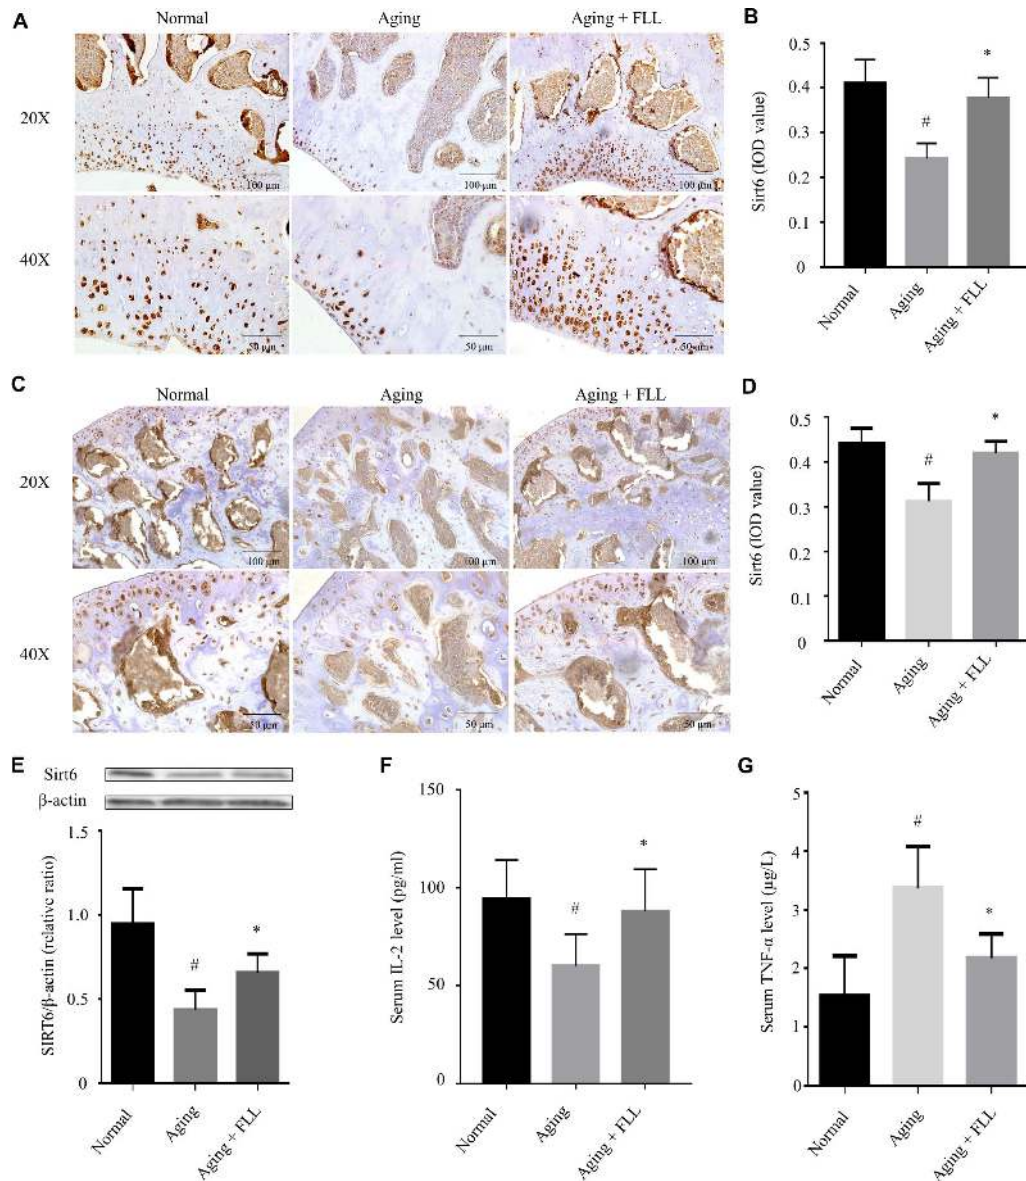 A
Normal
Aging
Aging + FLL
20X
100 µm
100 µm
100 µm
40X
50 µm
50 µm
50 µm
B
Sirt6 (IOD value)
0.5
0.4
0.3
0.2
0.1
0
#
*
Normal
Aging
Aging + FLL
C
Normal
Aging
Aging + FLL
20X
100 µm
100 µm
100 µm
40X
50 µm
50 µm
50 µm
D
Sirt6 (IOD value)
0.5
0.4
0.3
0.2
0.1
0
#
*
Normal
Aging
Aging + FLL
E
Sirt6
β-actin
SIRT6/β-actin (relative ratio)
1.5
1.0
0.5
0
#
*
Normal
Aging
Aging + FLL
F
Serum IL-2 level (pg/ml)
150
100
50
0
#
*
Normal
Aging
Aging + FLL
G
Serum TNF-α level (µg/L)
5
4
3
2
1
0
#
*
Normal
Aging
Aging + FLL